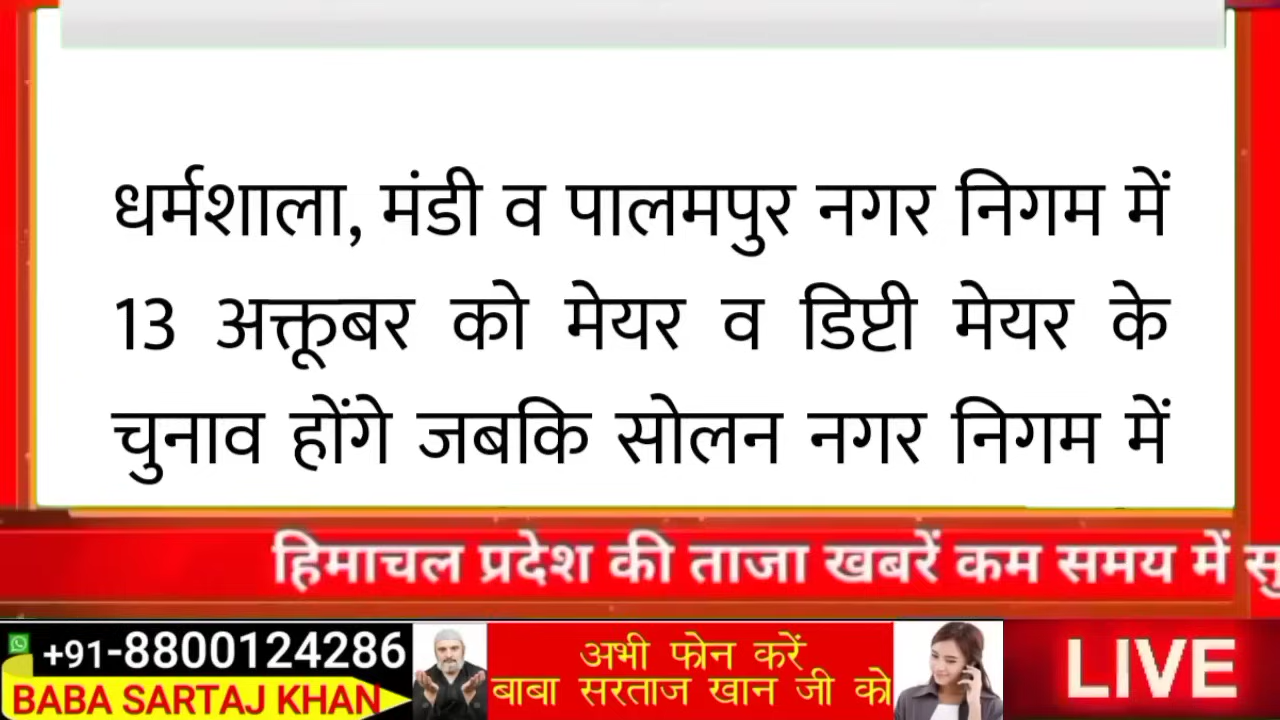 धर्मशाला, मंडी व पालमपुर नगर निगम में
13 अक्तूबर को मेयर व डिप्टी मेयर के
चुनाव होंगे जबकि सोलन नगर निगम में
हिमाचल प्रदेश की ताजा खबरें कम समय में
+91-8800124286
BABA SARTAJ KHAN
अभी फोन करें
बाबा सरताज खान जी को
LIVE